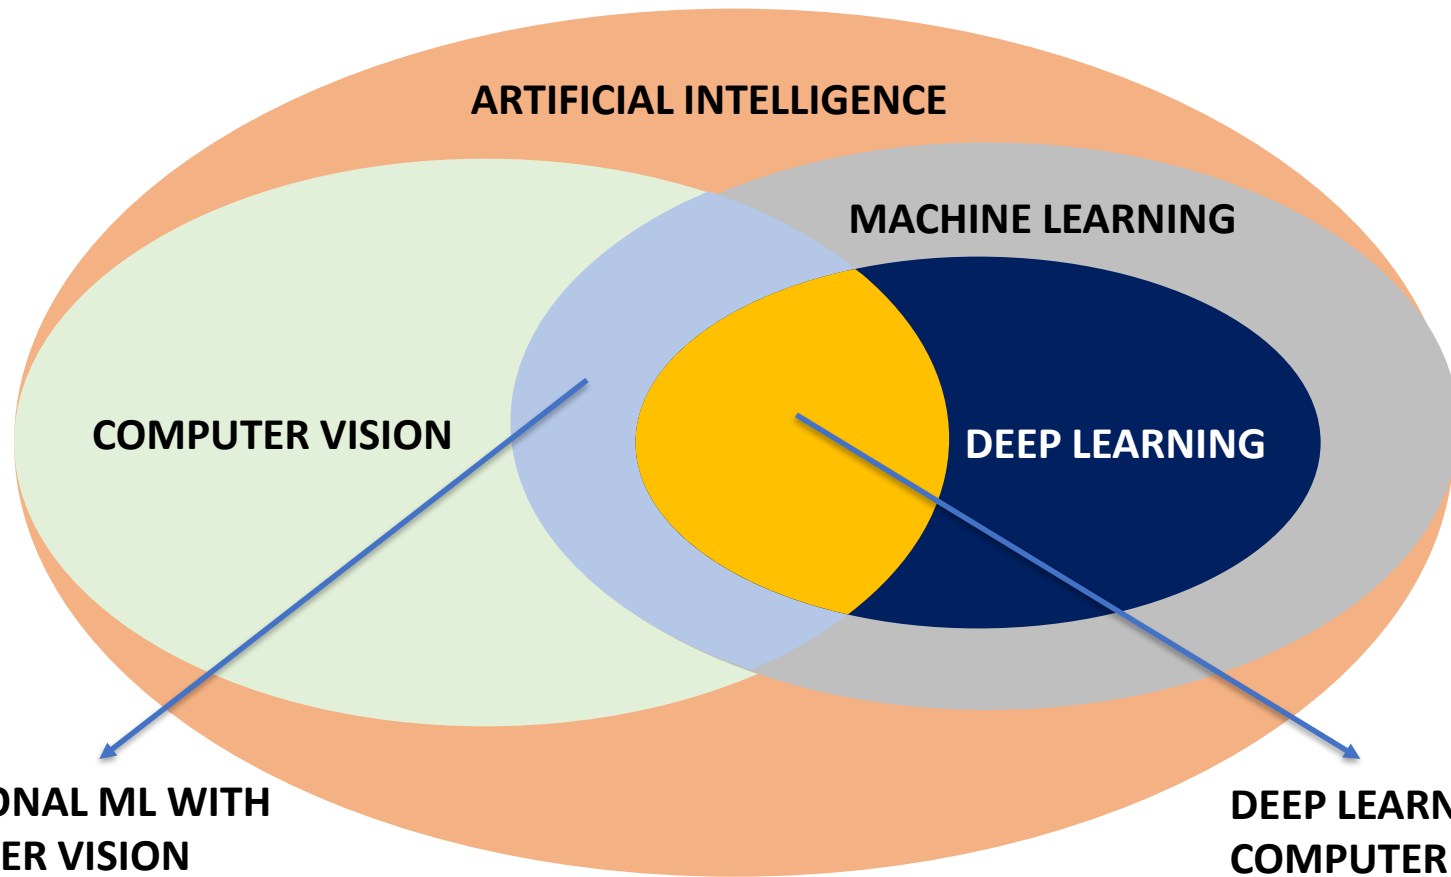 ARTIFICIAL INTELLIGENCE
MACHINE LEARNING
COMPUTER VISION
DEEP LEARNING
ONAL ML WITH
ER VISION
DEEP LEARN
COMPUTER